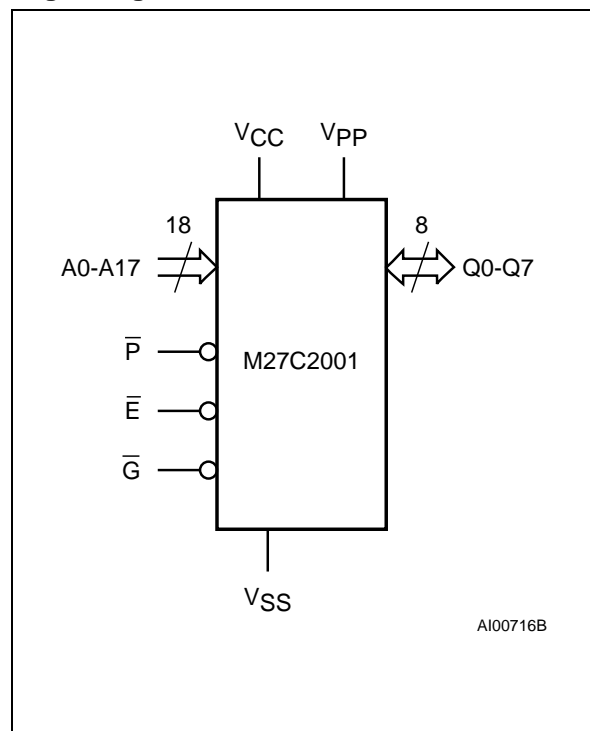 VCC VPP
18 8
A0-A17 Q0-Q7
P̅
M27C2001
E̅
G̅
VSS
AI00716B